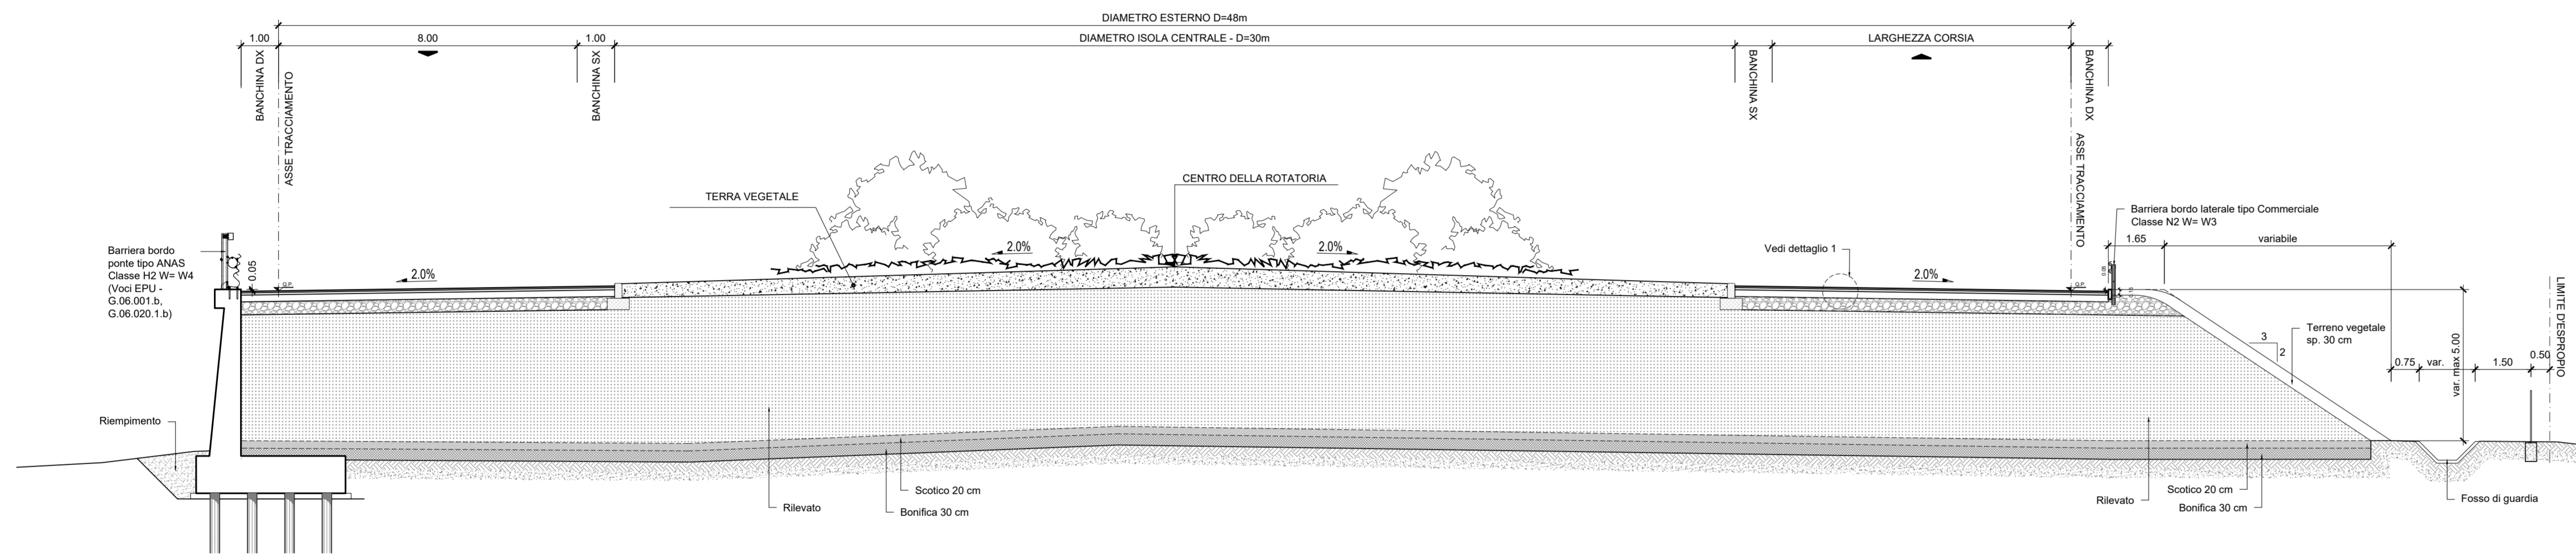 DIAMETRO ESTERNO D=48m
1.00
8.00
1.00
DIAMETRO ISOLA CENTRALE - D=30m
LARGHEZZA CORSIA
BANCHINA DX
ASSE TRACCIAMENTO
BANCHINA SX
BANCHINA SX
BANCHINA DX
ASSE TRACCIAMENTO
TERRA VEGETALE
CENTRO DELLA ROTATORIA
Barriera bordo laterale tipo Commerciale
Classe N2 W= W3
1.65
variabile
Barriera bordo
ponte tipo ANAS
Classe H2 W= W4
(Voci EPU -
G.06.001.b,
G.06.020.1.b)
0.05
Q.P.
2.0%
2.0%
2.0%
Vedi dettaglio 1
2.0%
Q.P.
0.05
LIMITE D'ESPROPIO
3
2
Terreno vegetale
sp. 30 cm
var. max 5.00
0.75
var.
1.50
0.50
Riempimento
Rilevato
Scotico 20 cm
Bonifica 30 cm
Rilevato
Scotico 20 cm
Bonifica 30 cm
Fosso di guardia